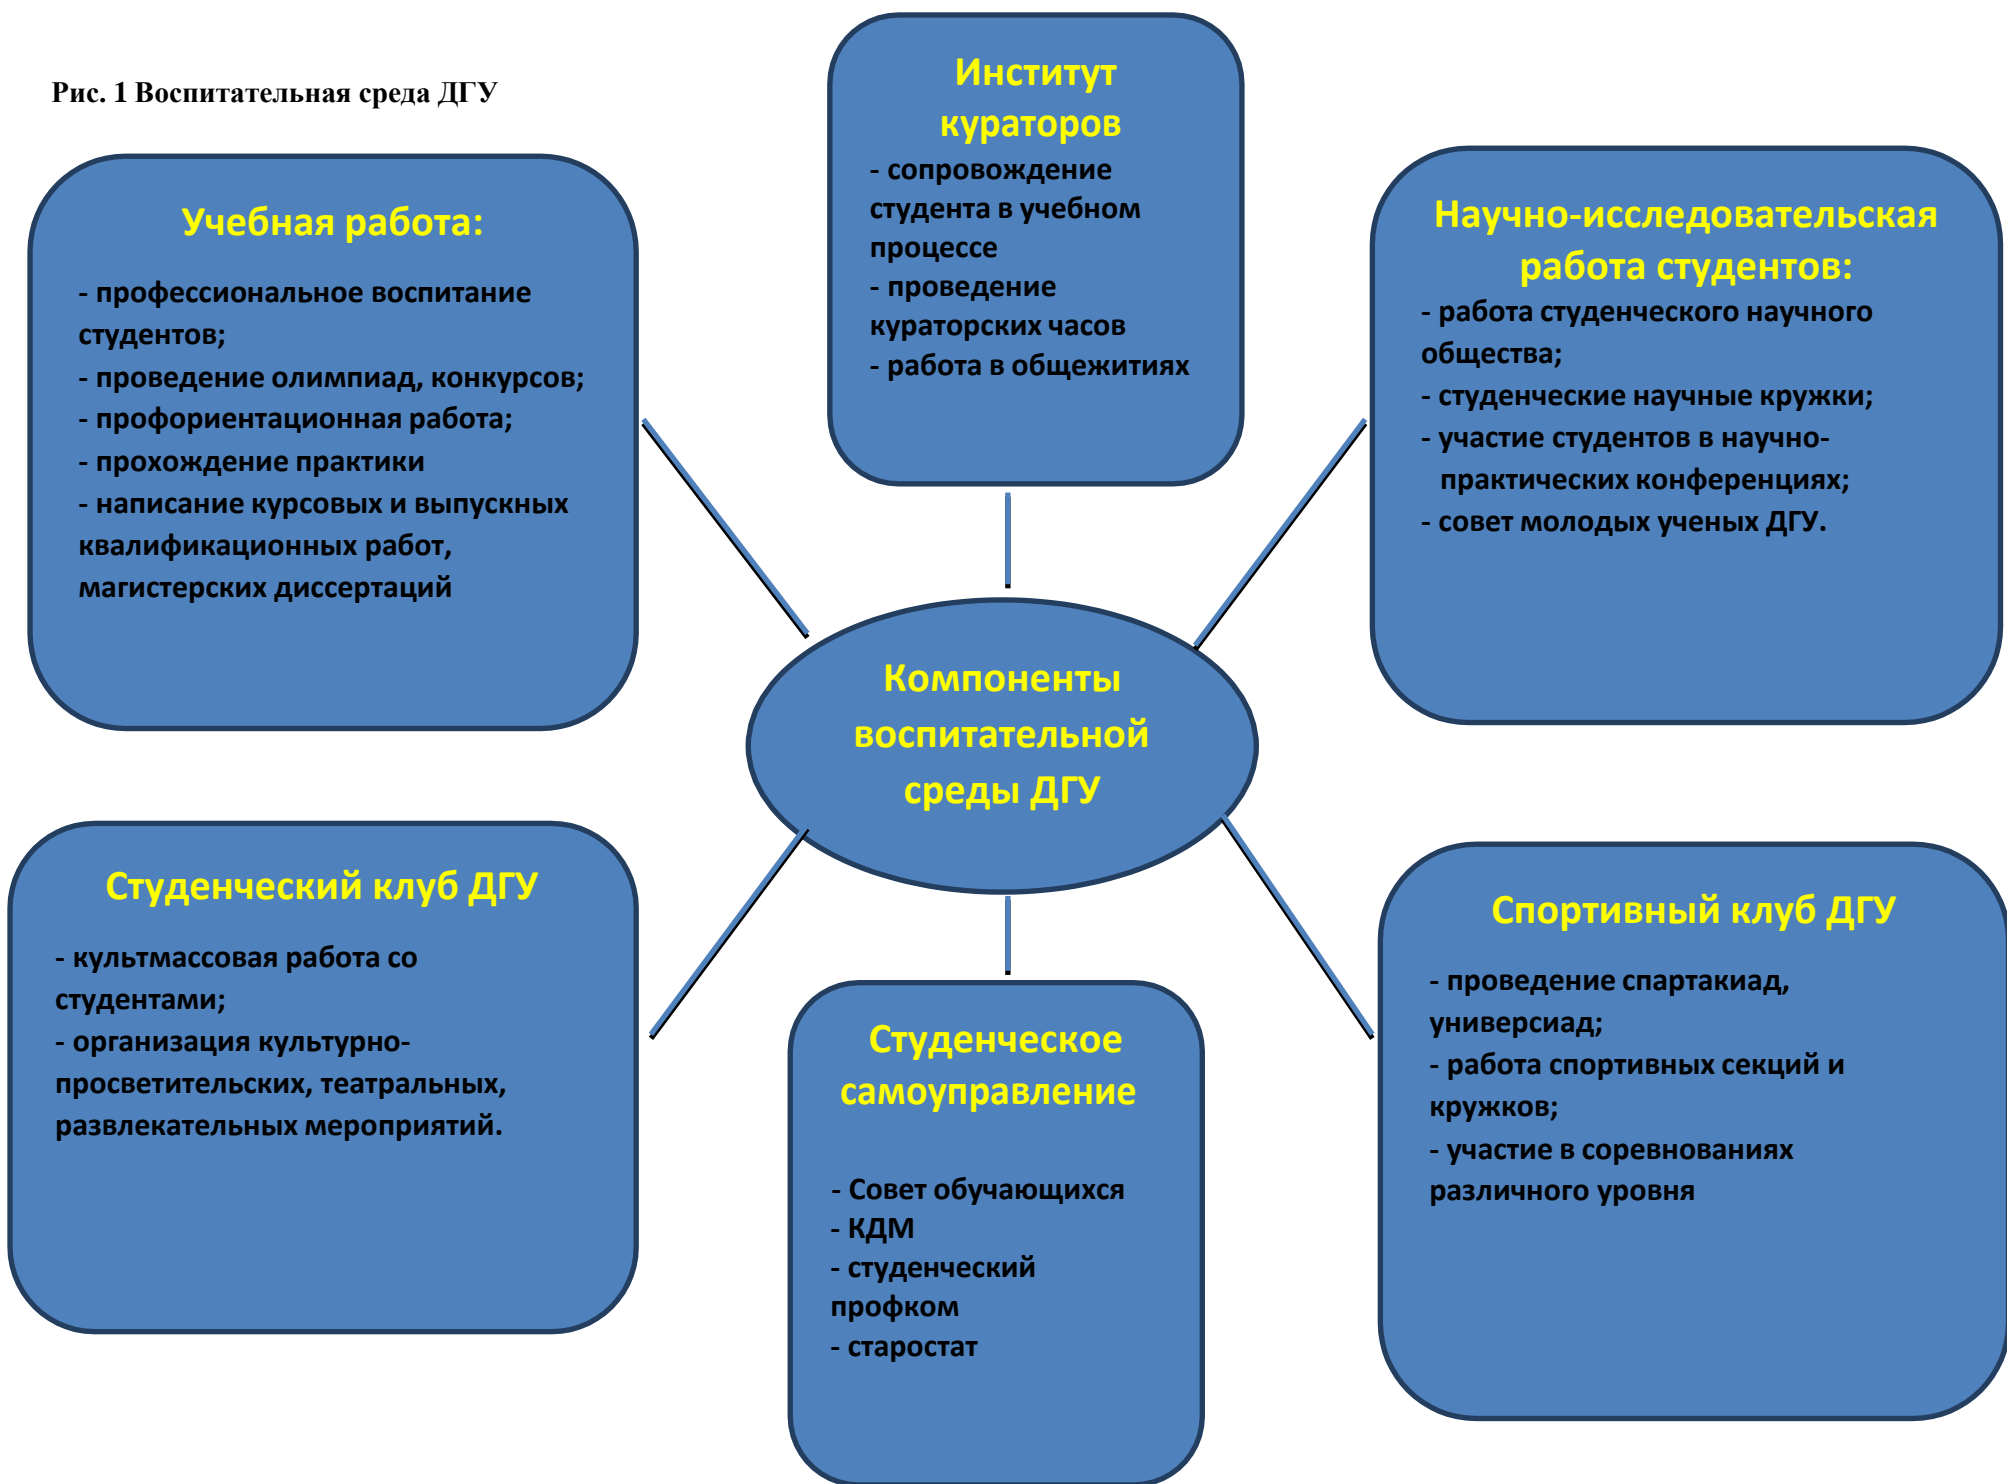 Рис. 1 Воспитательная среда ДГУ
Учебная работа:
- профессиональное воспитание
студентов;
- проведение олимпиад, конкурсов;
- профориентационная работа;
- прохождение практики
- написание курсовых и выпускных
квалификационных работ,
магистерских диссертаций
Институт
кураторов
- сопровождение
студента в учебном
процессе
- проведение
кураторских часов
- работа в общежитиях
Научно-исследовательская
работа студентов:
- работа студенческого научного
общества;
- студенческие научные кружки;
- участие студентов в научно-
практических конференциях;
- совет молодых ученых ДГУ.
Компоненты
воспитательной
среды ДГУ
Студенческий клуб ДГУ
- культмассовая работа со
студентами;
- организация культурно-
просветительских, театральных,
развлекательных мероприятий.
Студенческое
самоуправление
- Совет обучающихся
- КДМ
- студенческий
профком
- старостат
Спортивный клуб ДГУ
- проведение спартакиад,
универсиад;
- работа спортивных секций и
кружков;
- участие в соревнованиях
различного уровня